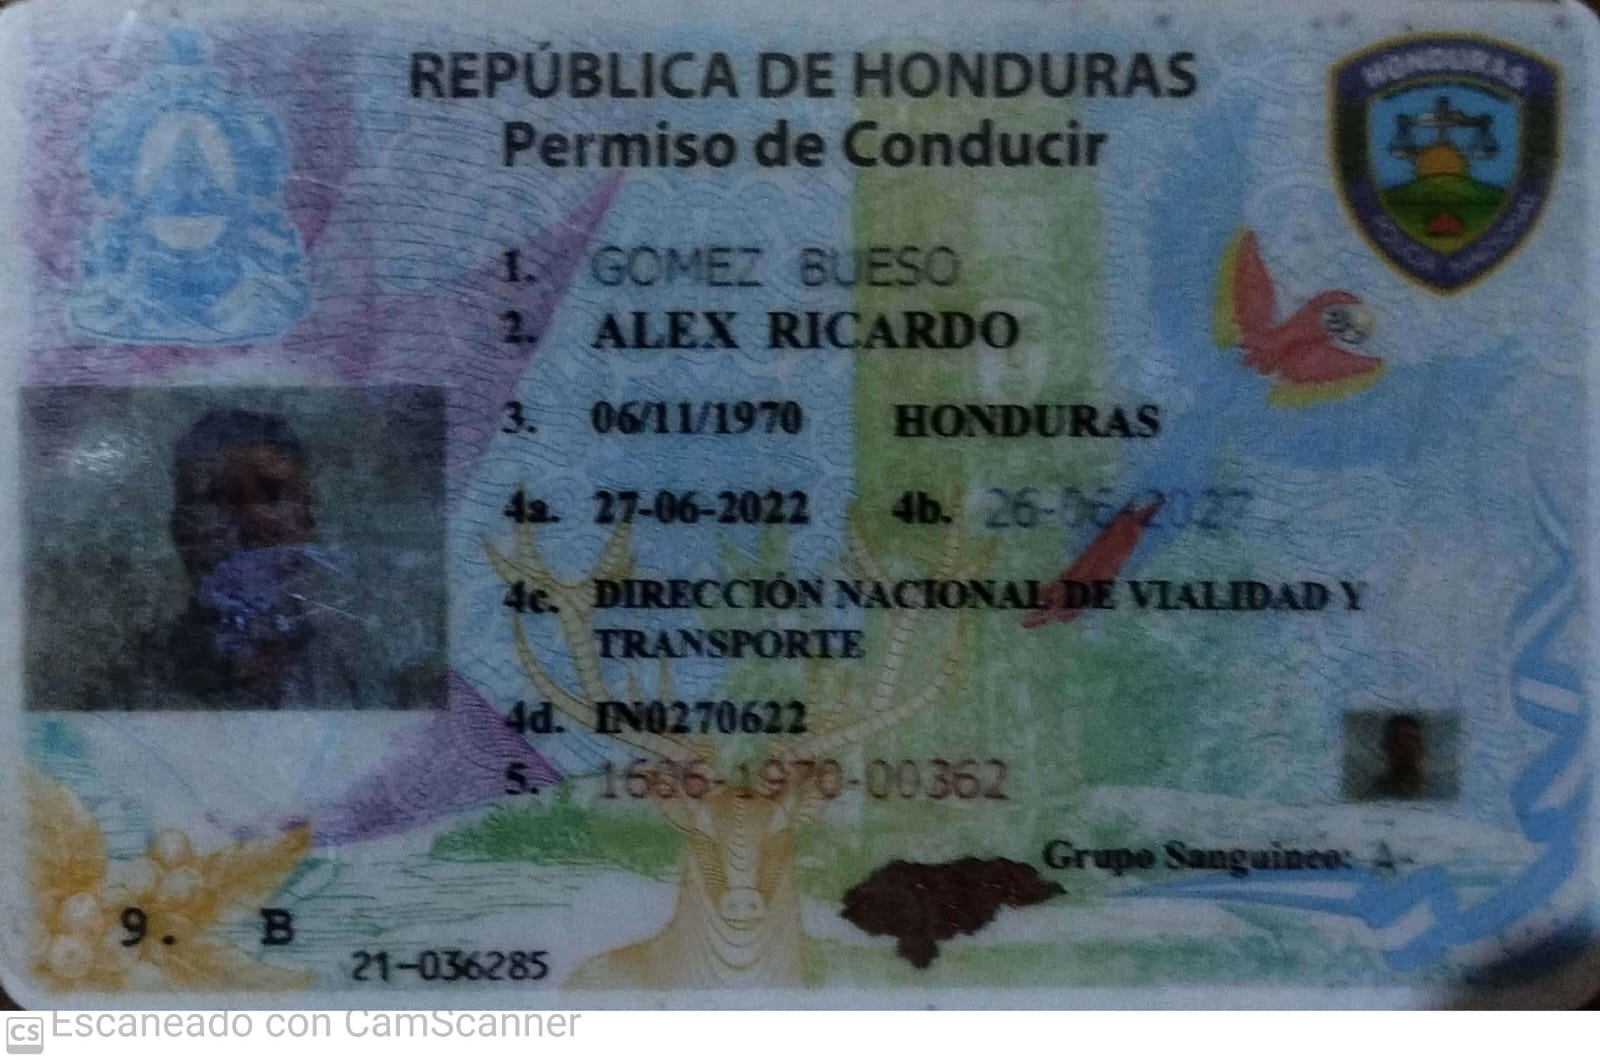 REPÚBLICA DE HONDURAS
Permiso de Conducir
HONDURAS
1. GOMEZ BUESO
2. ALEX RICARDO
3. 06/11/1970 HONDURAS
4a. 27-06-2022 4b. 26-06-2027
4c. DIRECCIÓN NACIONAL DE VIALIDAD Y
TRANSPORTE
4d. IN0270622
5. 1606-1970-00362
Grupo Sanguineo: A-
9. B
21-036285
CS Escaneado con CamScanner